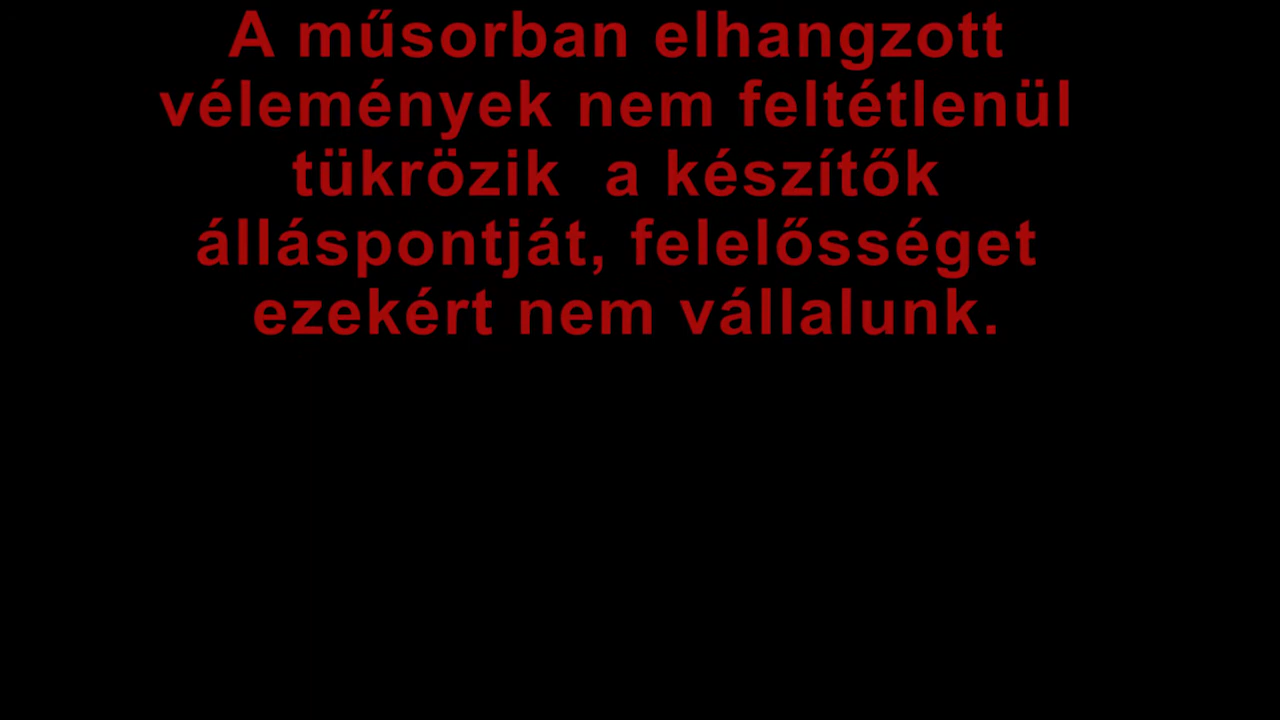 A műsorban elhangzott
vélemények nem feltétlenül
tükrözik a készítők
álláspontját, felelősséget
ezekért nem vállalunk.